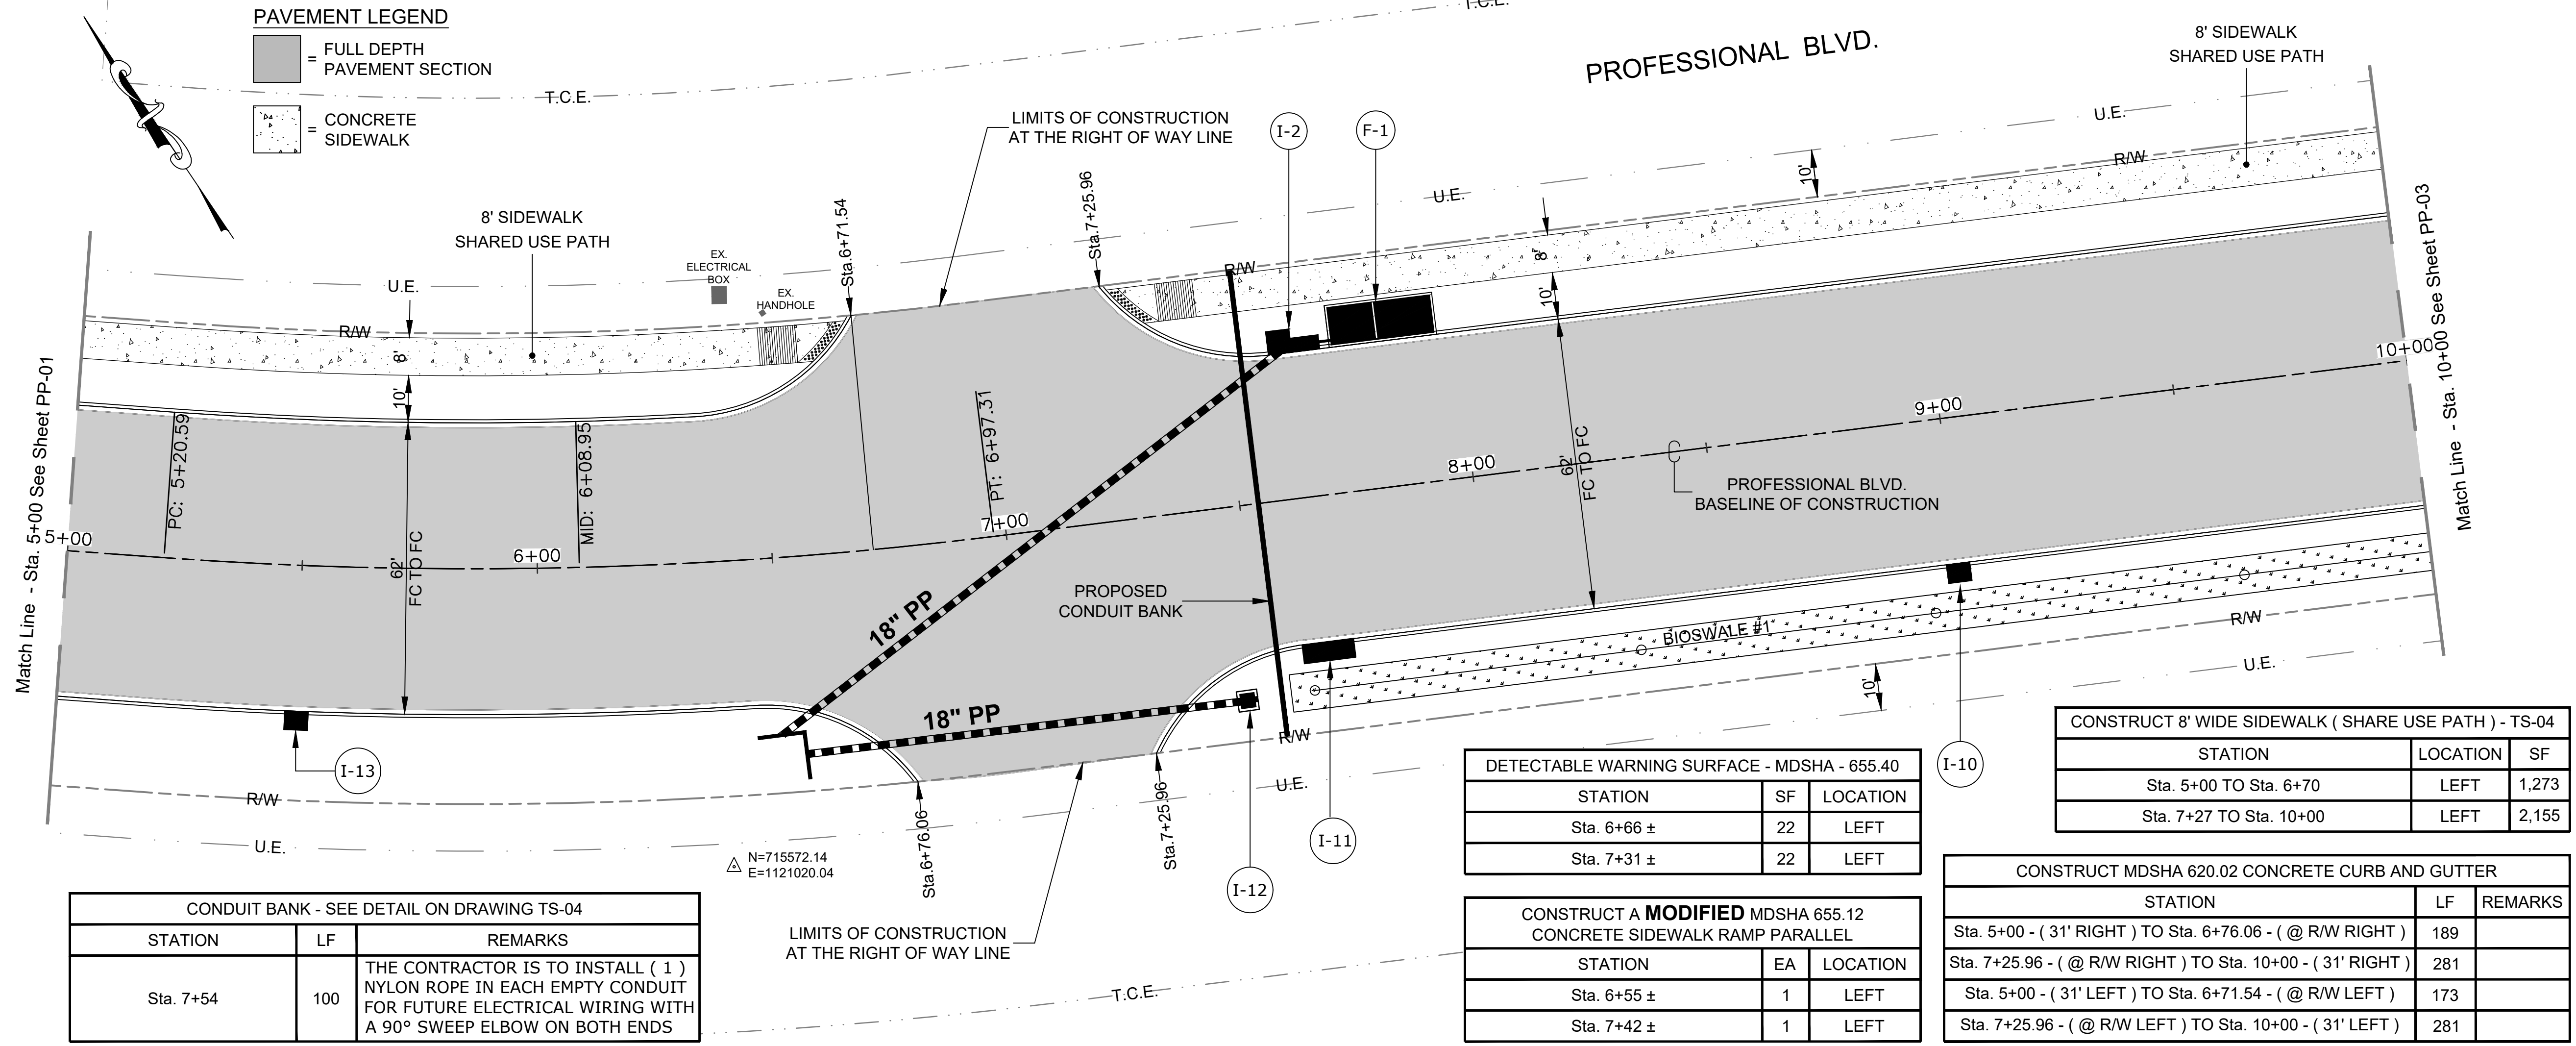 PAVEMENT LEGEND
= FULL DEPTH
PAVEMENT SECTION
= CONCRETE
SIDEWALK
T.C.E.
T.C.E.
PROFESSIONAL BLVD.
8' SIDEWALK
SHARED USE PATH
LIMITS OF CONSTRUCTION
AT THE RIGHT OF WAY LINE
I-2
F-1
U.E.
R/W
10'
U.E.
8'
10'
Sta.7+25.96
Sta.6+71.54
8' SIDEWALK
SHARED USE PATH
EX.
ELECTRICAL
BOX
EX.
HANDHOLE
U.E.
R/W
R/W
8'
10'
Match Line - Sta. 5+00 See Sheet PP-01
Match Line - Sta. 10+00 See Sheet PP-03
PC: 5+20.59
MID: 6+08.95
PT: 6+97.31
5+00
6+00
7+00
8+00
9+00
10+00
62'
FC TO FC
62'
FC TO FC
PROFESSIONAL BLVD.
BASELINE OF CONSTRUCTION
PROPOSED
CONDUIT BANK
18" PP
18" PP
BIOSWALE #1
R/W
U.E.
10'
R/W
U.E.
I-13
R/W
U.E.
I-10
I-11
I-12
Sta.6+76.06
Sta.7+25.96
N=715572.14
E=1121020.04
LIMITS OF CONSTRUCTION
AT THE RIGHT OF WAY LINE
T.C.E.
CONDUIT BANK - SEE DETAIL ON DRAWING TS-04
STATION LF REMARKS
Sta. 7+54 100 THE CONTRACTOR IS TO INSTALL ( 1 )
NYLON ROPE IN EACH EMPTY CONDUIT
FOR FUTURE ELECTRICAL WIRING WITH
A 90° SWEEP ELBOW ON BOTH ENDS
DETECTABLE WARNING SURFACE - MDSHA - 655.40
STATION SF LOCATION
Sta. 6+66 ± 22 LEFT
Sta. 7+31 ± 22 LEFT
CONSTRUCT A MODIFIED MDSHA 655.12
CONCRETE SIDEWALK RAMP PARALLEL
STATION EA LOCATION
Sta. 6+55 ± 1 LEFT
Sta. 7+42 ± 1 LEFT
CONSTRUCT 8' WIDE SIDEWALK ( SHARE USE PATH ) - TS-04
STATION LOCATION SF
Sta. 5+00 TO Sta. 6+70 LEFT 1,273
Sta. 7+27 TO Sta. 10+00 LEFT 2,155
CONSTRUCT MDSHA 620.02 CONCRETE CURB AND GUTTER
STATION LF REMARKS
Sta. 5+00 - ( 31' RIGHT ) TO Sta. 6+76.06 - ( @ R/W RIGHT ) 189
Sta. 7+25.96 - ( @ R/W RIGHT ) TO Sta. 10+00 - ( 31' RIGHT ) 281
Sta. 5+00 - ( 31' LEFT ) TO Sta. 6+71.54 - ( @ R/W LEFT ) 173
Sta. 7+25.96 - ( @ R/W LEFT ) TO Sta. 10+00 - ( 31' LEFT ) 281